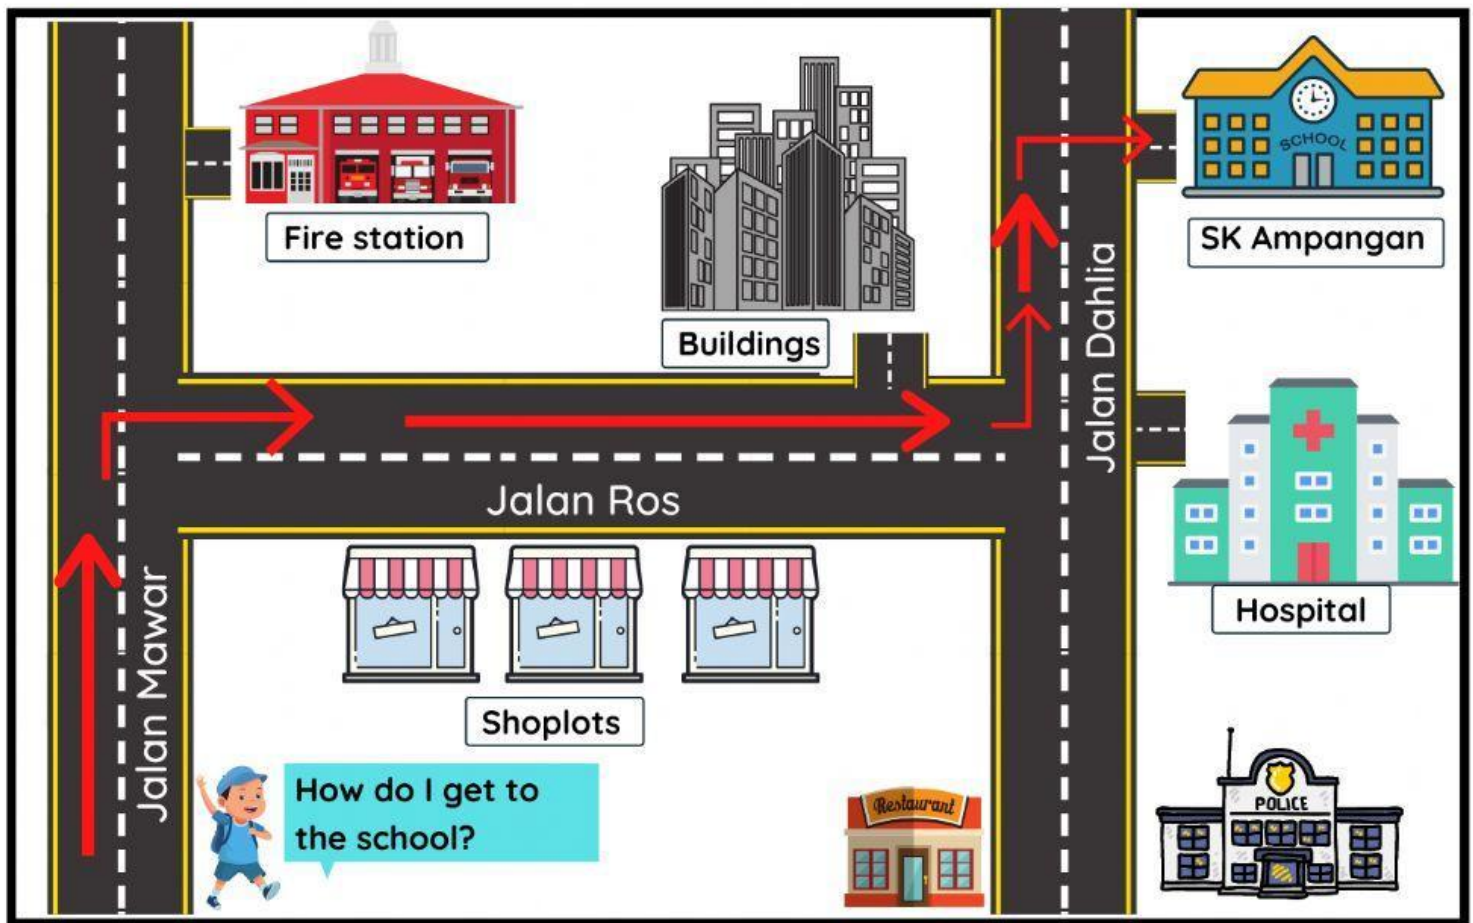 Fire station
Buildings
SCHOOL
SK Ampangan
Jalan Dahlia
Jalan Ros
Hospital
Jalan Mawar
Shoplots
How do I get to
the school?
Restaurant
POLICE